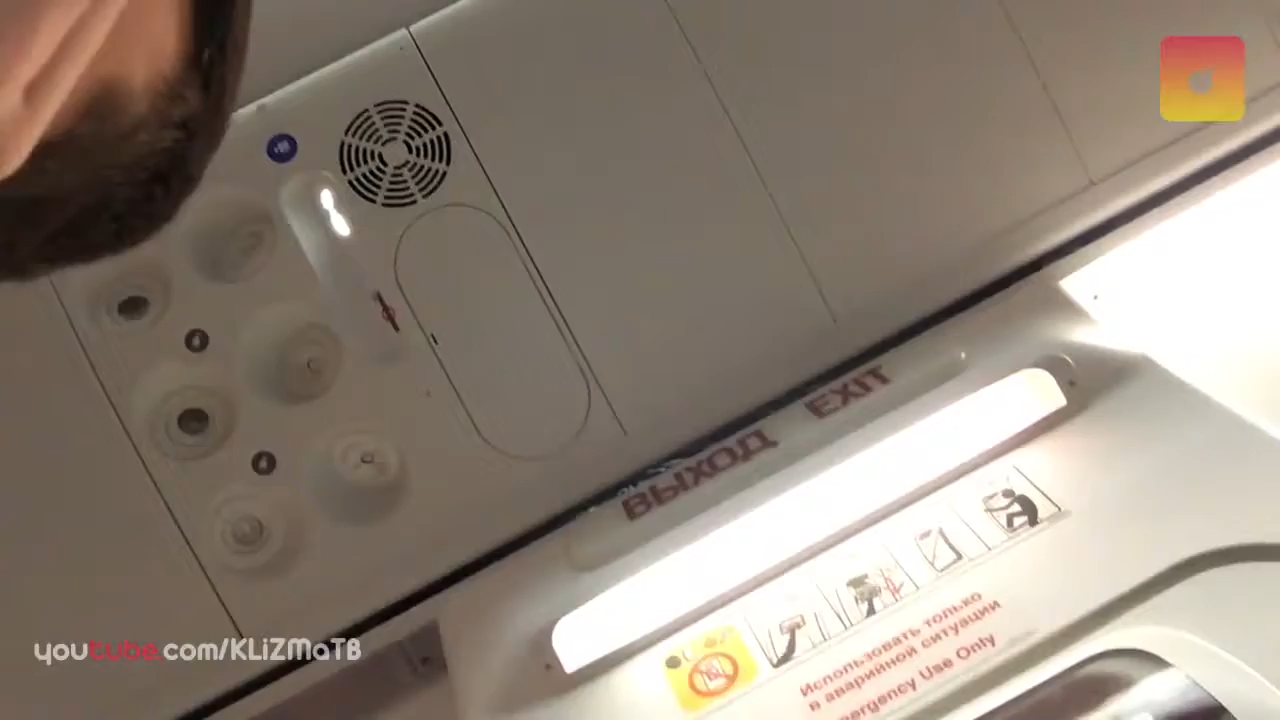 ВЫХОД EXIT
Использовать только
в аварийной ситуации
Emergency Use Only
youtube.com/KLiZMaTB